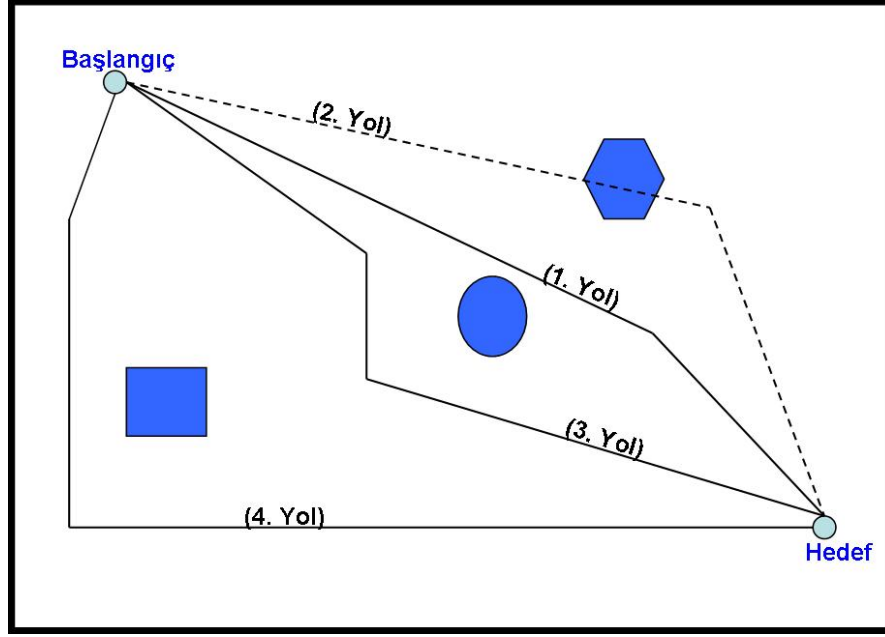 Başlangıç
(2. Yol)
(1. Yol)
(3. Yol)
(4. Yol)
Hedef